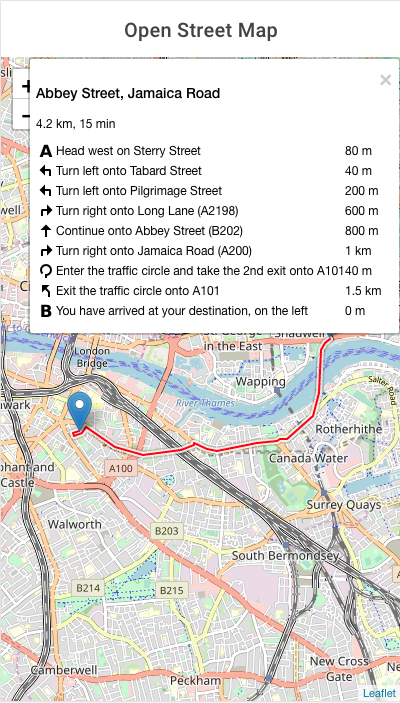 Open Street Map
Abbey Street, Jamaica Road
×
4.2 km, 15 min
A Head west on Sterry Street 80 m
Turn left onto Tabard Street 40 m
Turn left onto Pilgrimage Street 200 m
Turn right onto Long Lane (A2198) 600 m
Continue onto Abbey Street (B202) 800 m
Turn right onto Jamaica Road (A200) 1 km
Enter the traffic circle and take the 2nd exit onto A10140 m
Exit the traffic circle onto A101 1.5 km
B You have arrived at your destination, on the left 0 m
in the East
London
Bridge
Wapping
River Thames
Salter Road
wark
Rotherhithe
Canada Water
A100
phant and
Castle
Surrey Quays
Walworth
B203
South Bermondsey
B214
B215
Camberwell
Peckham
New Cross
Gate
Ne
Leaflet